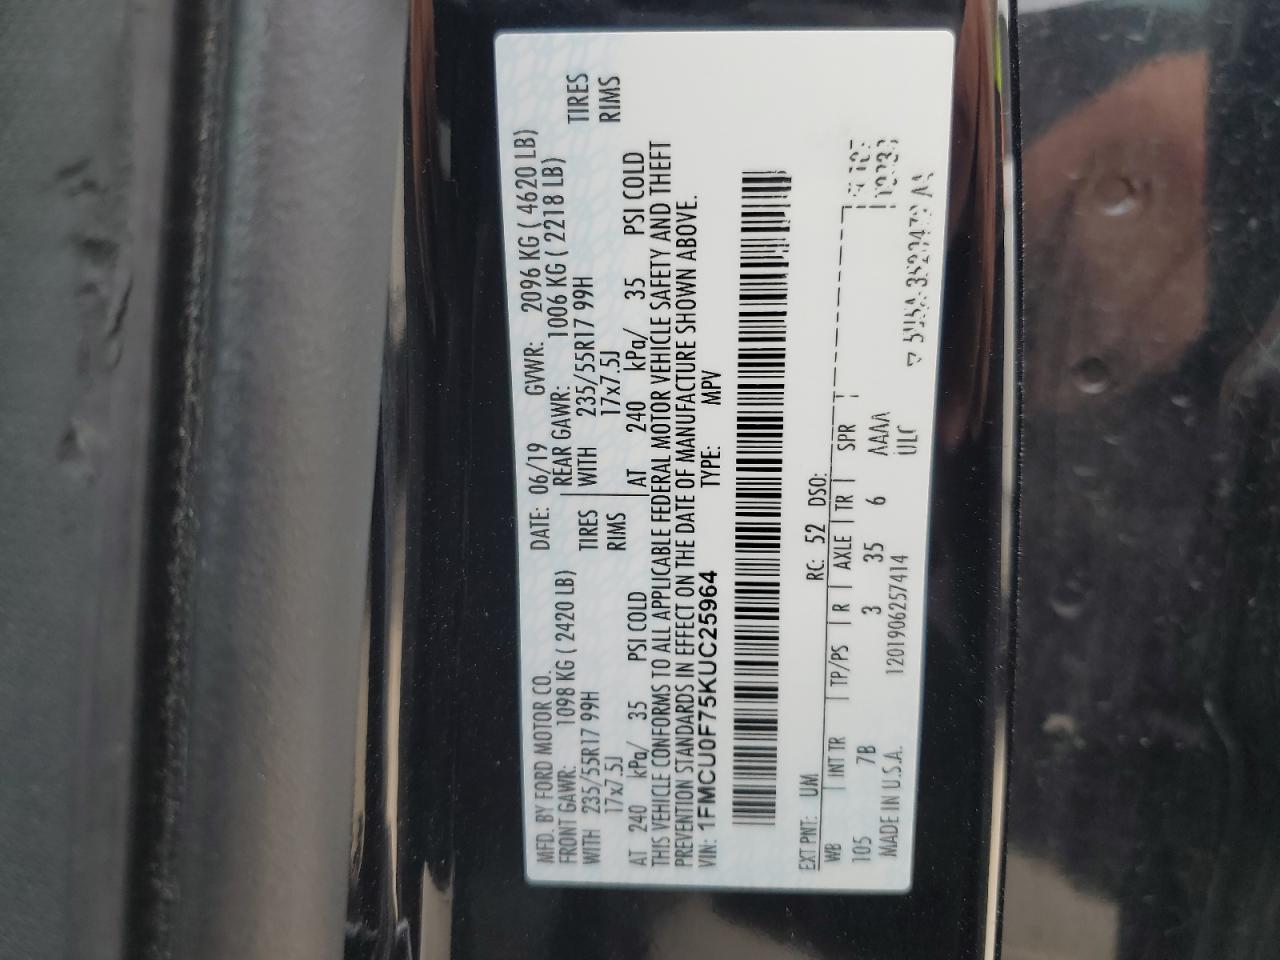 MFD. BY FORD MOTOR CO. DATE: 06/19 GVWR: 2096 KG ( 4620 LB)
FRONT GAWR: 1098 KG ( 2420 LB) REAR GAWR: 1006 KG ( 2218 LB)
WITH 235/55R17 99H TIRES WITH 235/55R17 99H TIRES
17x7.5J RIMS 17x7.5J RIMS
AT 240 kPa/ 35 PSI COLD AT 240 kPa/ 35 PSI COLD
THIS VEHICLE CONFORMS TO ALL APPLICABLE FEDERAL MOTOR VEHICLE SAFETY AND THEFT
PREVENTION STANDARDS IN EFFECT ON THE DATE OF MANUFACTURE SHOWN ABOVE.
VIN: 1FMCU0F75KUC25964 TYPE: MPV
EXT PNT: UM RC: 52 DSO:
WB INT TR TP/PS R AXLE TR SPR
105 7B 3 35 6 AAAA
MADE IN U.S.A. 1201906257414 ULC